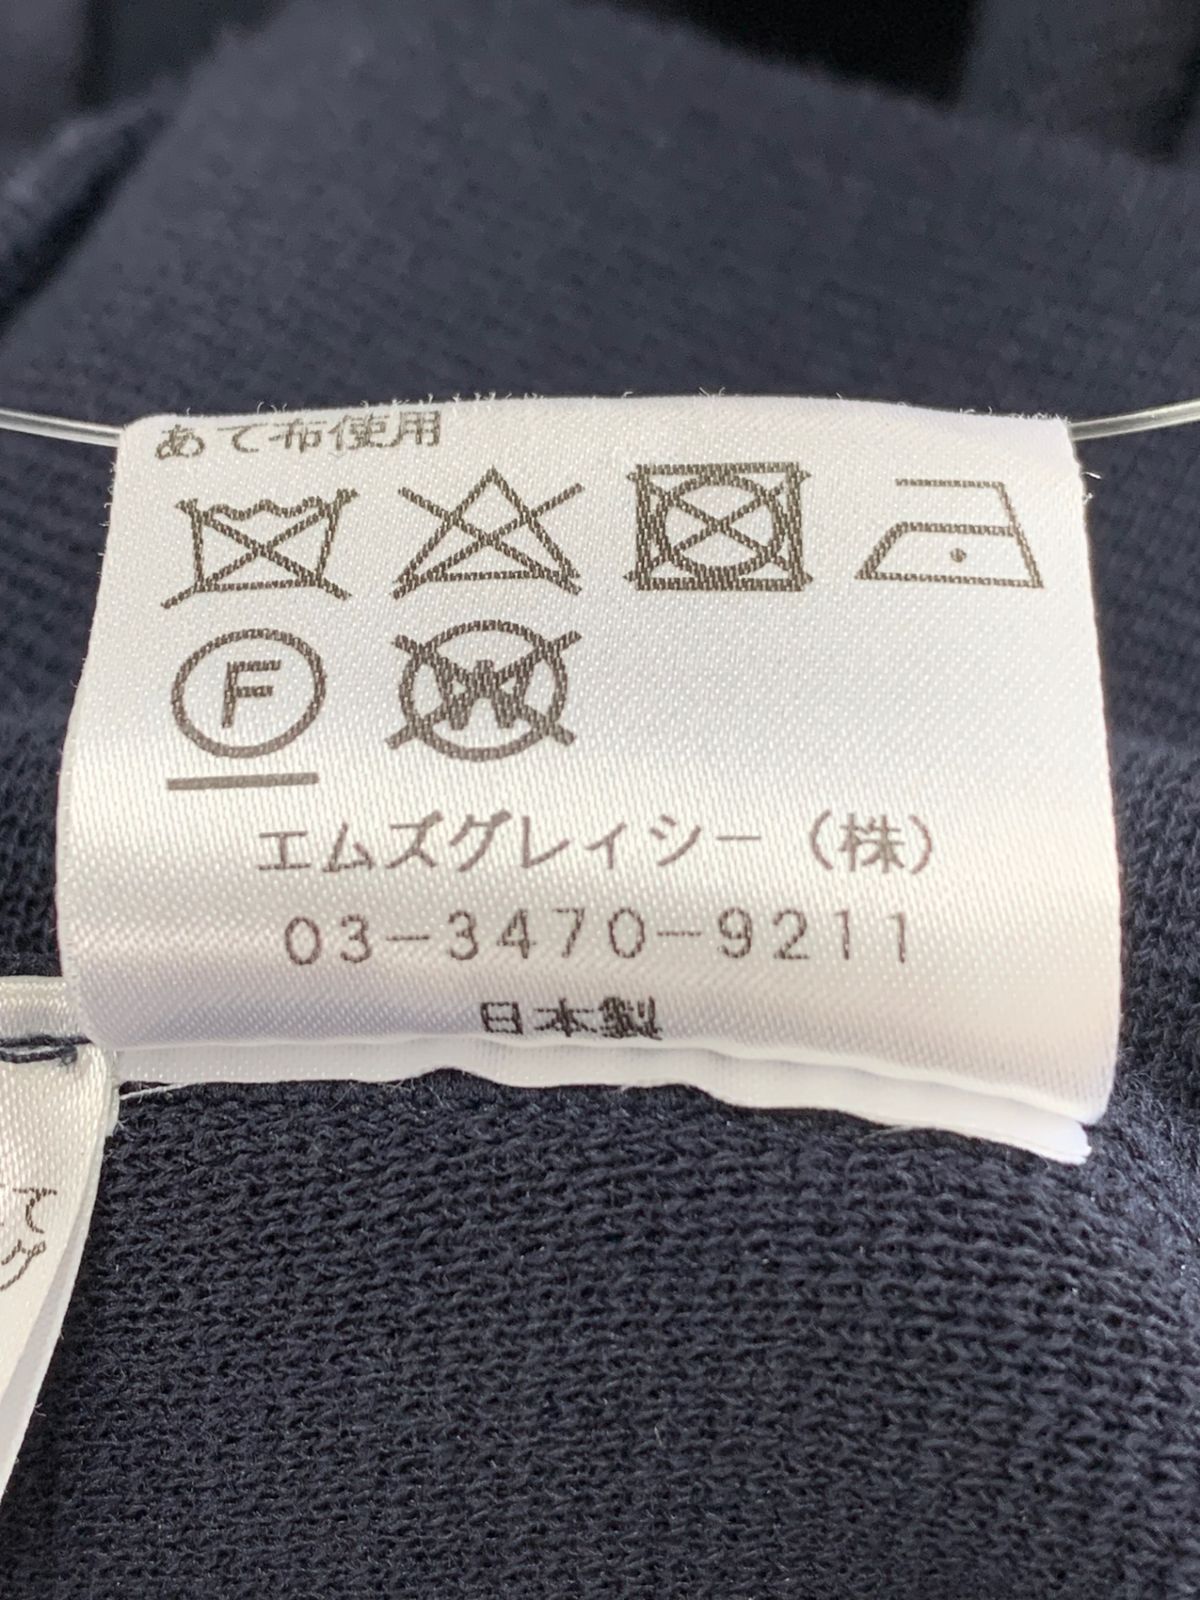 あて布使用
F
W
エムズグレイシー（株）
03-3470-9211
日本製